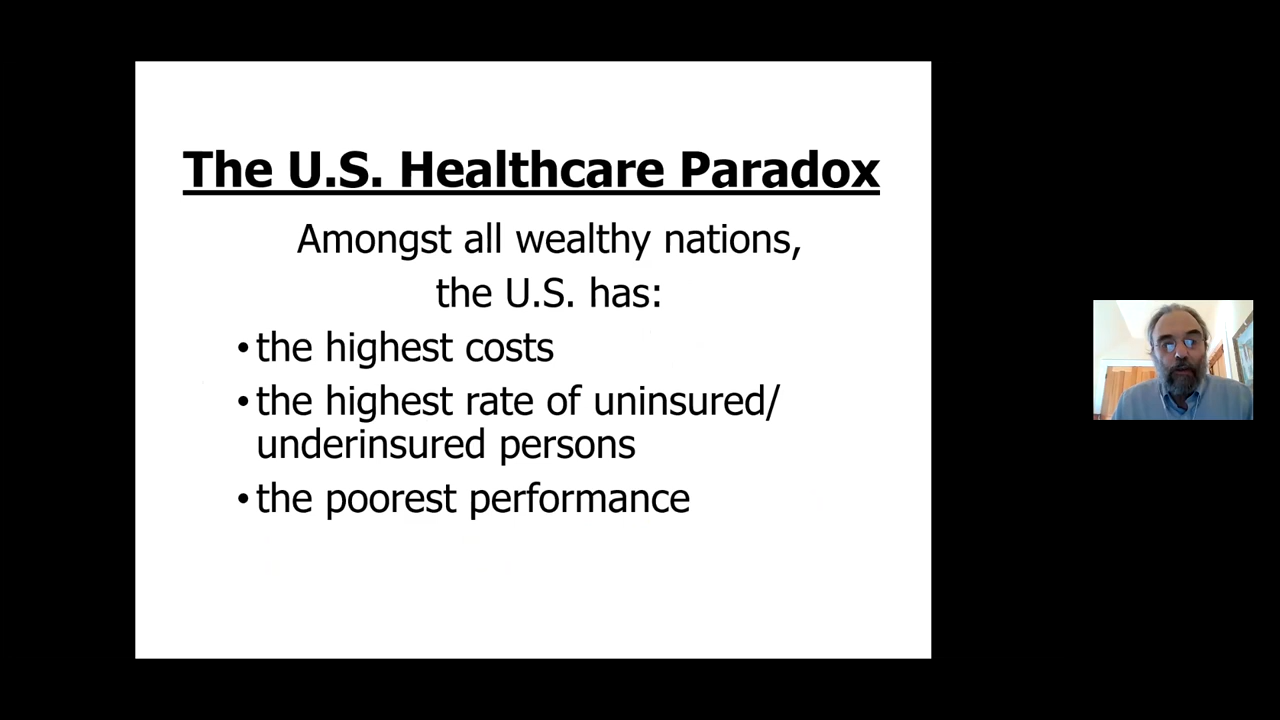 The U.S. Healthcare Paradox
Amongst all wealthy nations,
the U.S. has:
• the highest costs
• the highest rate of uninsured/
underinsured persons
• the poorest performance